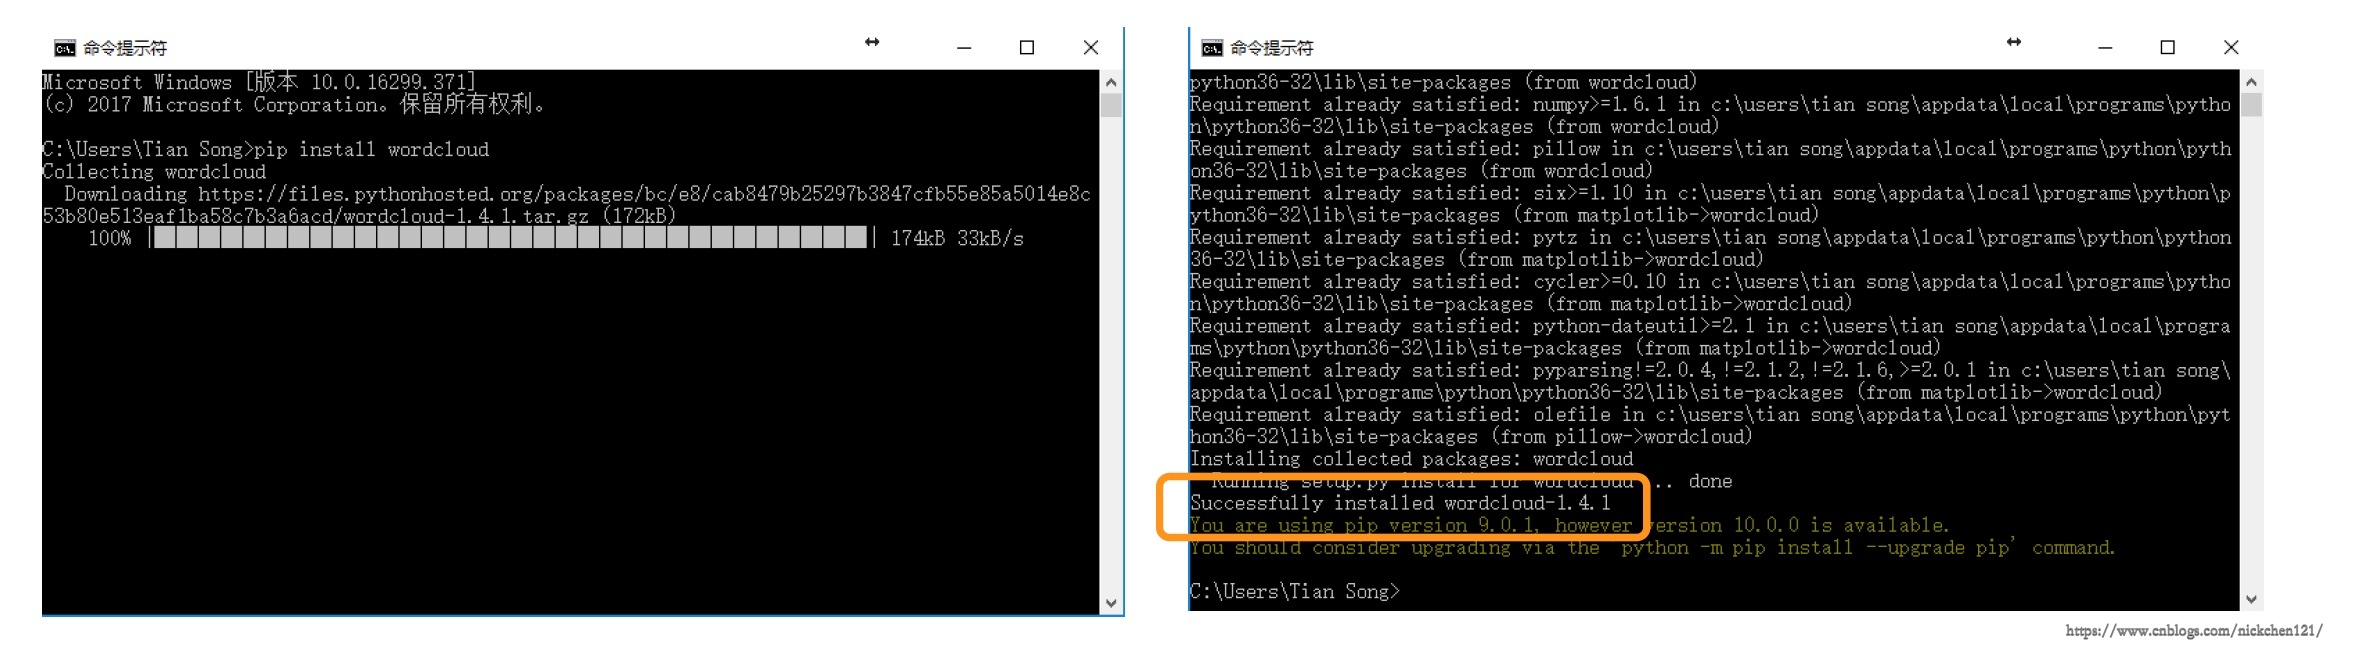 命令提示符
Microsoft Windows [版本 10.0.16299.371]
(c) 2017 Microsoft Corporation。保留所有权利。
C:\Users\Tian Song>pip install wordcloud
Collecting wordcloud
Downloading https://files.pythonhosted.org/packages/bc/e8/cab8479b25297b3847cfb55e85a5014e8c
53b80e513eaf1ba58c7b3a6acd/wordcloud-1.4.1.tar.gz (172kB)
100% || 174kB 33kB/s
命令提示符
python36-32\lib\site-packages (from wordcloud)
Requirement already satisfied: numpy>=1.6.1 in c:\users\tian song\appdata\local\programs\pytho
n\python36-32\lib\site-packages (from wordcloud)
Requirement already satisfied: pillow in c:\users\tian song\appdata\local\programs\python\pyth
on36-32\lib\site-packages (from wordcloud)
Requirement already satisfied: six>=1.10 in c:\users\tian song\appdata\local\programs\python\p
ython36-32\lib\site-packages (from matplotlib->wordcloud)
Requirement already satisfied: pytz in c:\users\tian song\appdata\local\programs\python\python
36-32\lib\site-packages (from matplotlib->wordcloud)
Requirement already satisfied: cycler>=0.10 in c:\users\tian song\appdata\local\programs\pytho
n\python36-32\lib\site-packages (from matplotlib->wordcloud)
Requirement already satisfied: python-dateutil>=2.1 in c:\users\tian song\appdata\local\progra
ms\python\python36-32\lib\site-packages (from matplotlib->wordcloud)
Requirement already satisfied: pyparsing!=2.0.4,!=2.1.2,!=2.1.6,>=2.0.1 in c:\users\tian song\
appdata\local\programs\python\python36-32\lib\site-packages (from matplotlib->wordcloud)
Requirement already satisfied: olefile in c:\users\tian song\appdata\local\programs\python\pyt
hon36-32\lib\site-packages (from pillow->wordcloud)
Installing collected packages: wordcloud
Running setup.py install for wordcloud ... done
Successfully installed wordcloud-1.4.1
You are using pip version 9.0.1, however version 10.0.0 is available.
You should consider upgrading via the 'python -m pip install --upgrade pip' command.
C:\Users\Tian Song>
https://www.cnblogs.com/nickchen121/